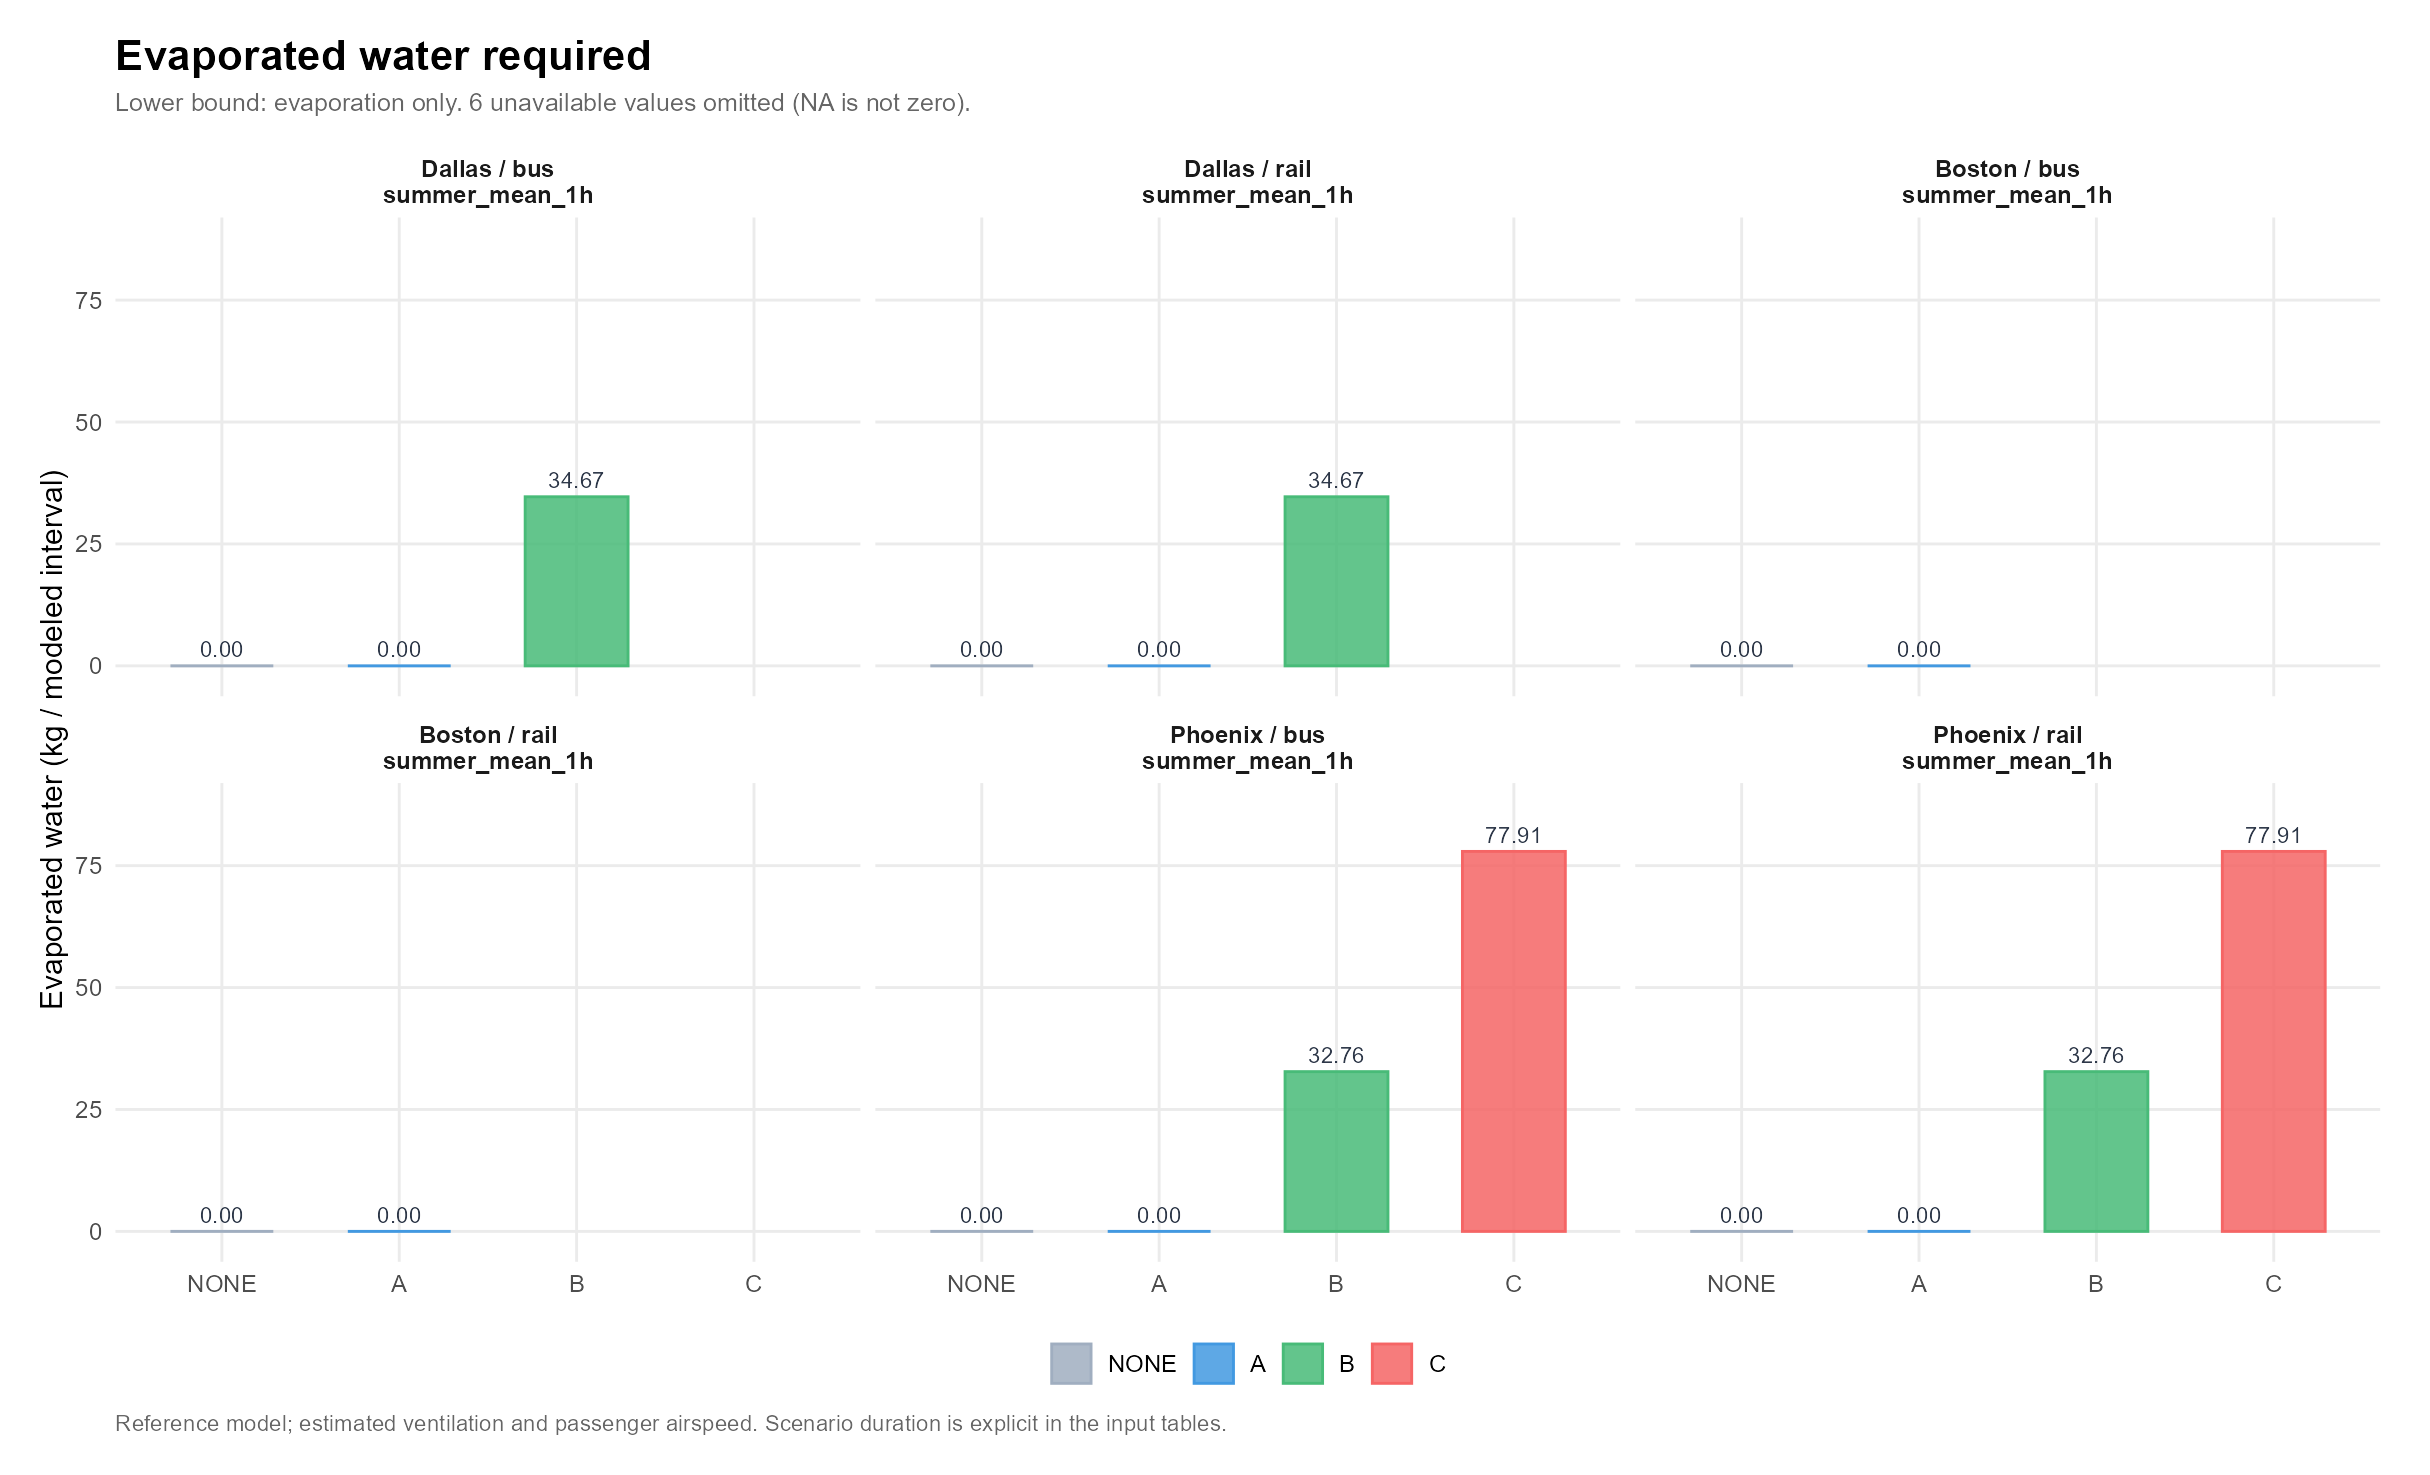 Evaporated water required
Lower bound: evaporation only. 6 unavailable values omitted (NA is not zero).
Evaporated water (kg / modeled interval)
Dallas / bus
summer_mean_1h
75
50
25
0
0.00
0.00
34.67
Dallas / rail
summer_mean_1h
0.00
0.00
34.67
Boston / bus
summer_mean_1h
0.00
0.00
Boston / rail
summer_mean_1h
75
50
25
0
0.00
0.00
NONE
A
B
C
Phoenix / bus
summer_mean_1h
0.00
0.00
32.76
77.91
NONE
A
B
C
Phoenix / rail
summer_mean_1h
0.00
0.00
32.76
77.91
NONE
A
B
C
NONE
A
B
C
Reference model; estimated ventilation and passenger airspeed. Scenario duration is explicit in the input tables.